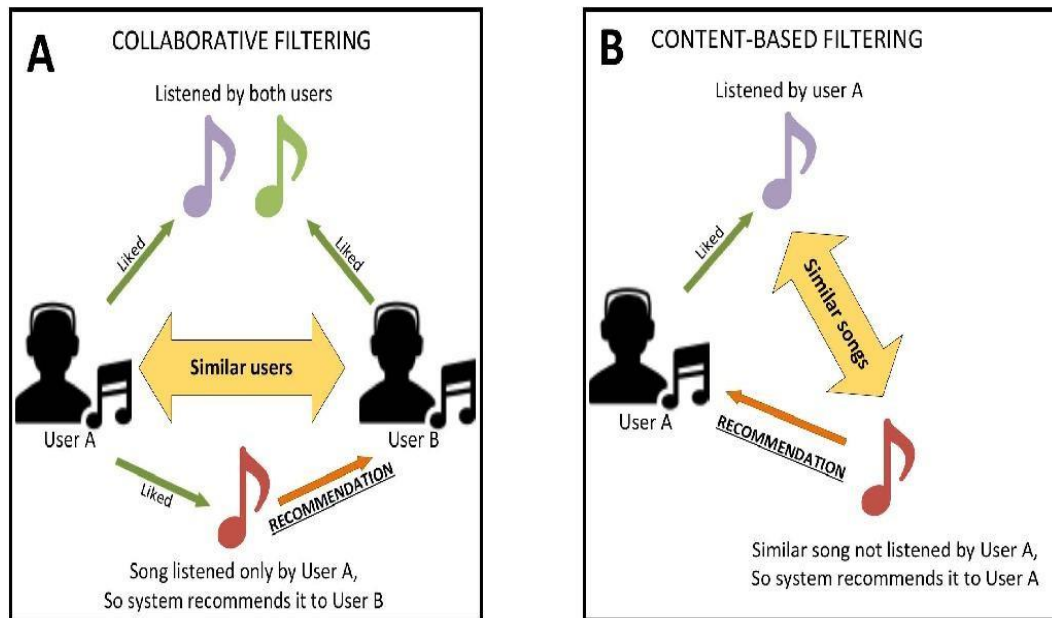 A
COLLABORATIVE FILTERING
Listened by both users
Liked
Liked
Similar users
User A
User B
Liked
RECOMMENDATION
Song listened only by User A,
So system recommends it to User B
B
CONTENT-BASED FILTERING
Listened by user A
Liked
Similar songs
User A
RECOMMENDATION
Similar song not listened by User A,
So system recommends it to User A